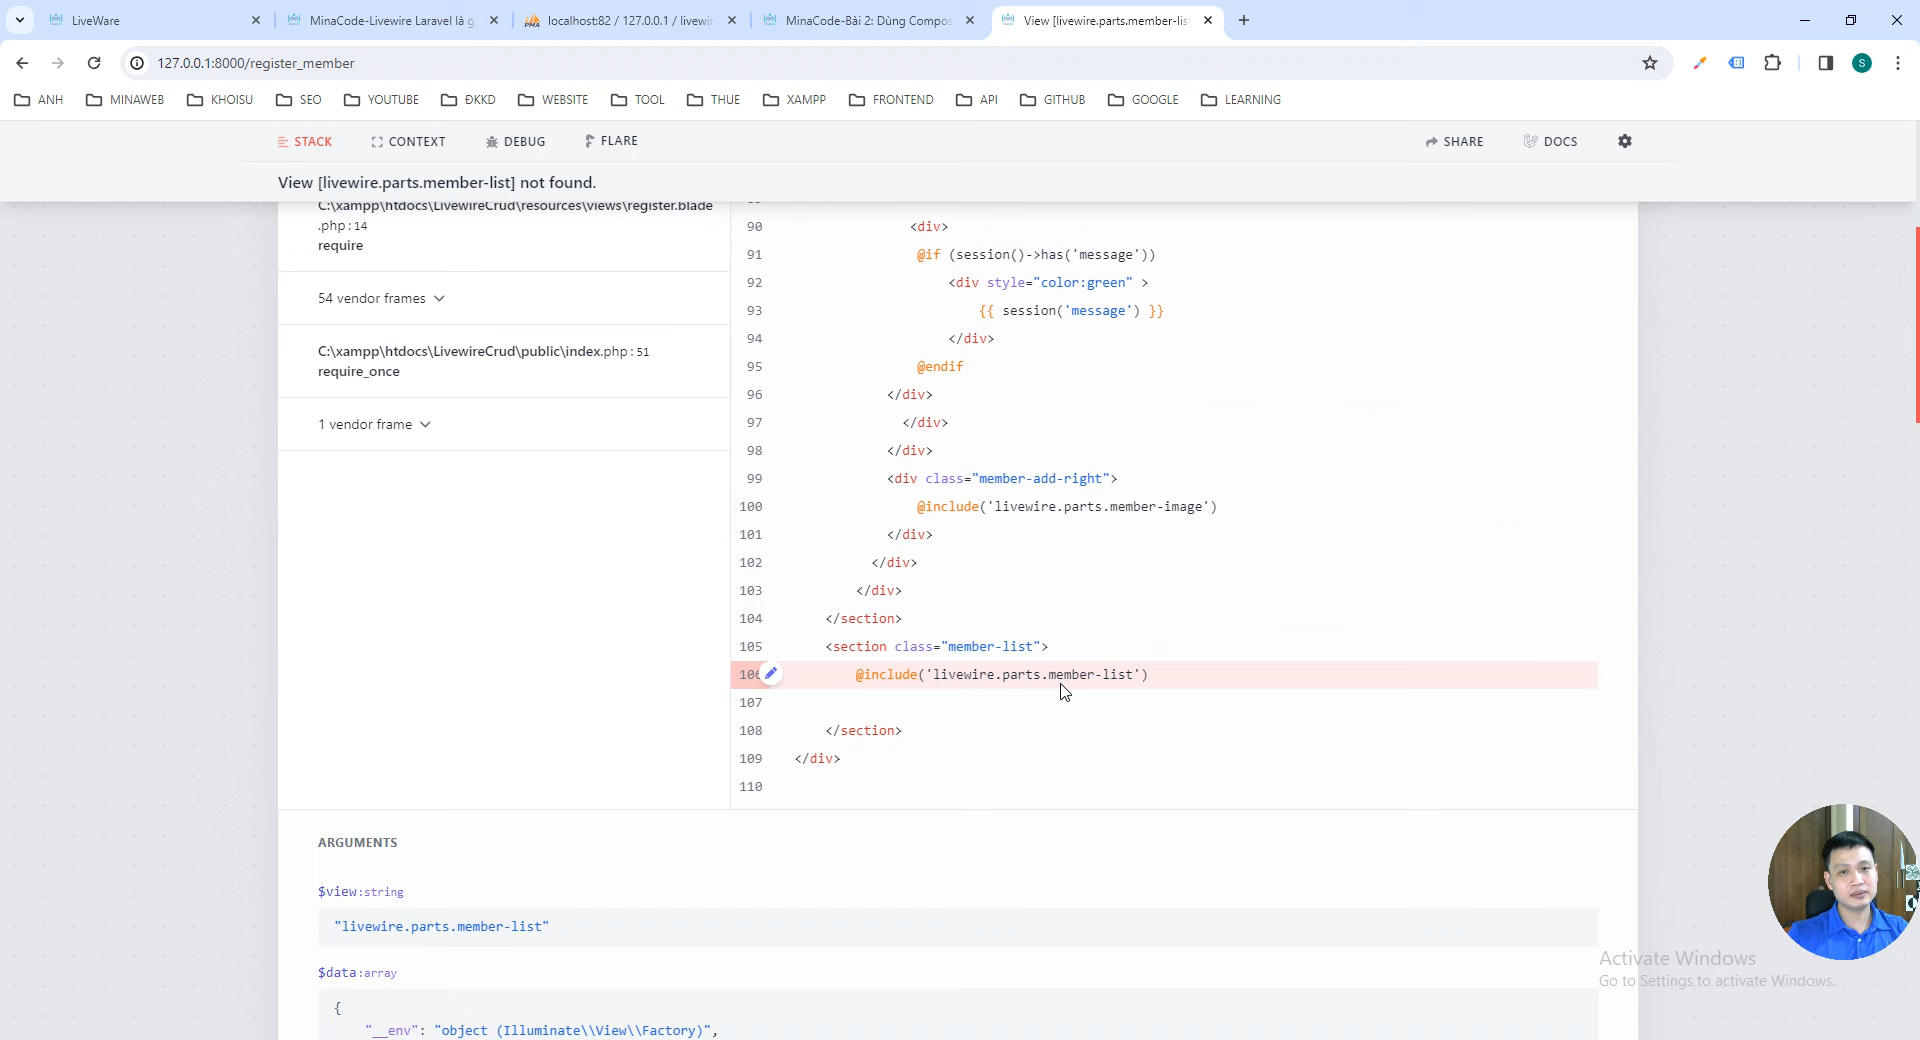 LiveWare
MinaCode-Livewire Laravel là g
localhost:82 / 127.0.0.1 / livewir
MinaCode-Bài 2: Dùng Compos
View [livewire.parts.member-lis
127.0.0.1:8000/register_member
ANH
MINAWEB
KHOISU
SEO
YOUTUBE
ĐKKD
WEBSITE
TOOL
THUE
XAMPP
FRONTEND
API
GITHUB
GOOGLE
LEARNING
S
STACK
CONTEXT
DEBUG
FLARE
SHARE
DOCS
View [livewire.parts.member-list] not found.
C:\xampp\htdocs\LivewireCrud\resources\views\register.blade
.php:14
require
54 vendor frames
C:\xampp\htdocs\LivewireCrud\public\index.php:51
require_once
1 vendor frame
90 <div>
91 @if (session()->has('message'))
92 <div style="color:green" >
93 {{ session('message') }}
94 </div>
95 @endif
96 </div>
97 </div>
98 </div>
99 <div class="member-add-right">
100 @include('livewire.parts.member-image')
101 </div>
102 </div>
103 </div>
104 </section>
105 <section class="member-list">
106 @include('livewire.parts.member-list')
107
108 </section>
109 </div>
110
ARGUMENTS
$view:string
"livewire.parts.member-list"
$data:array
{
"__env": "object (Illuminate\\View\\Factory)",
Activate Windows
Go to Settings to activate Windows.